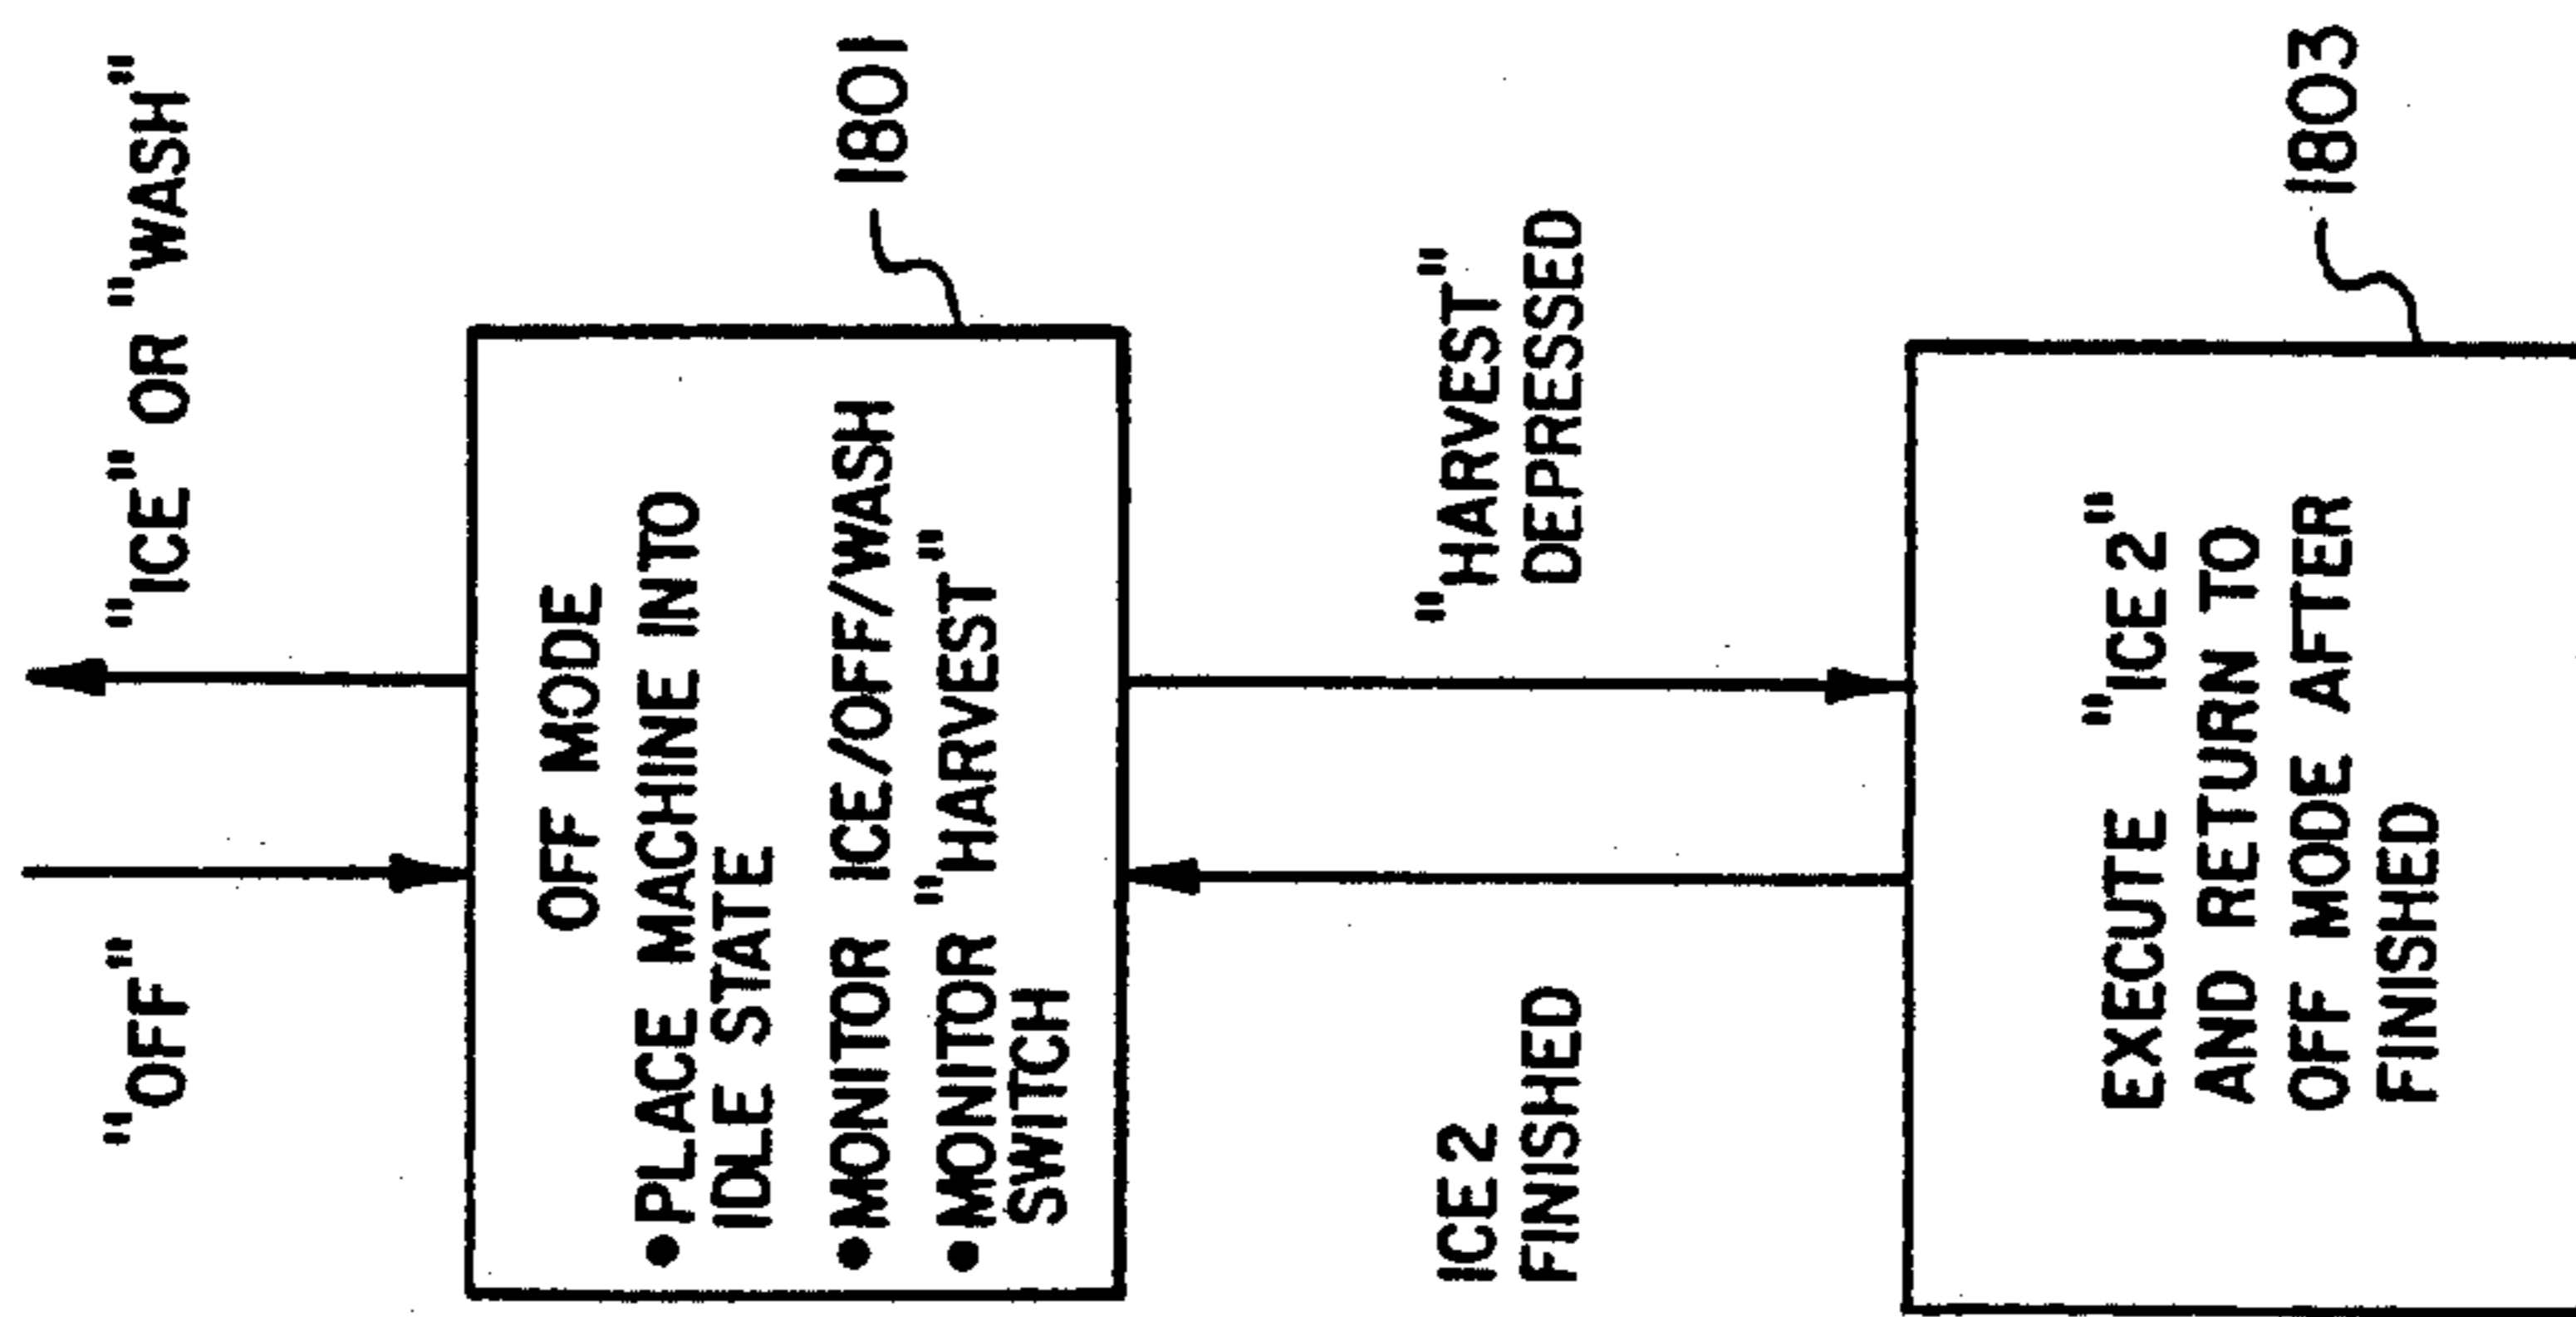 "OFF"
"ICE" OR "WASH"
OFF MODE
• PLACE MACHINE INTO
IDLE STATE
• MONITOR ICE/OFF/WASH
• MONITOR "HARVEST"
SWITCH
1801
ICE 2
FINISHED
"HARVEST"
DEPRESSED
EXECUTE "ICE 2"
AND RETURN TO
OFF MODE AFTER
FINISHED
1803